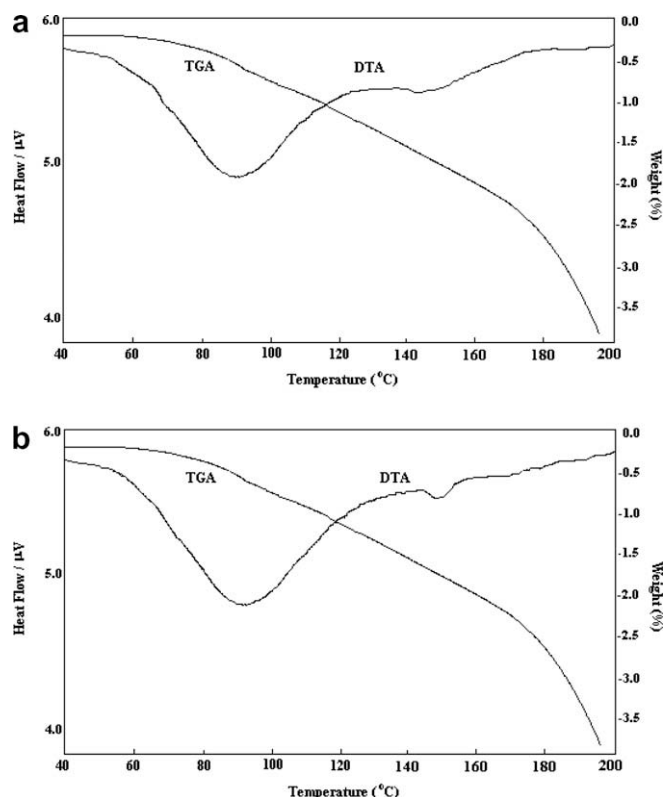 a
6.0
5.0
4.0
Heat Flow / µV
TGA
DTA
0.0
-0.5
-1.0
-1.5
-2.0
-2.5
-3.0
-3.5
Weight (%)
40 60 80 100 120 140 160 180 200
Temperature (°C)
b
6.0
5.0
4.0
Heat Flow / µV
TGA
DTA
0.0
-0.5
-1.0
-1.5
-2.0
-2.5
-3.0
-3.5
Weight (%)
40 60 80 100 120 140 160 180 200
Temperature (°C)